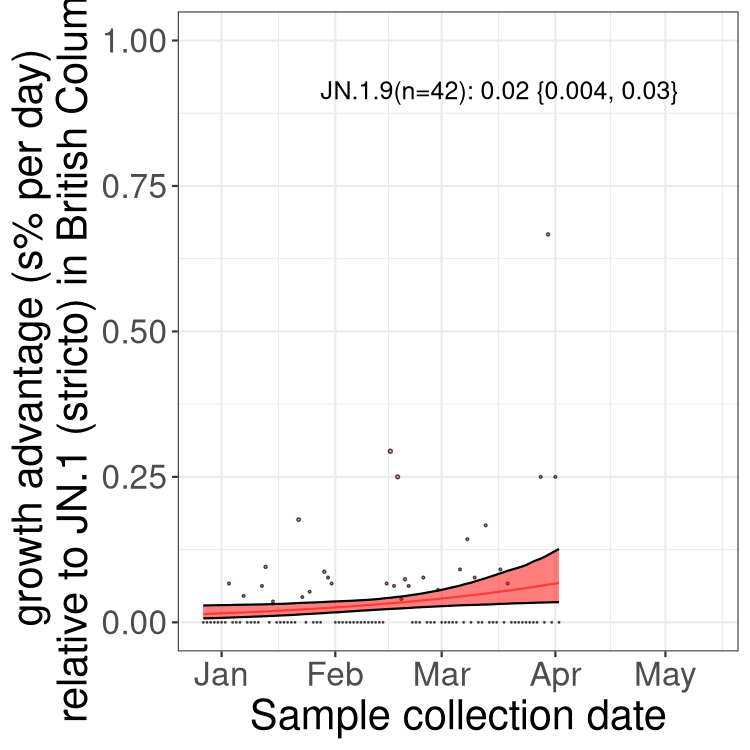 growth advantage (s% per day)
relative to JN.1 (stricto) in British Colum
1.00
0.75
0.50
0.25
0.00
JN.1.9(n=42): 0.02 {0.004, 0.03}
Jan Feb Mar Apr May
Sample collection date